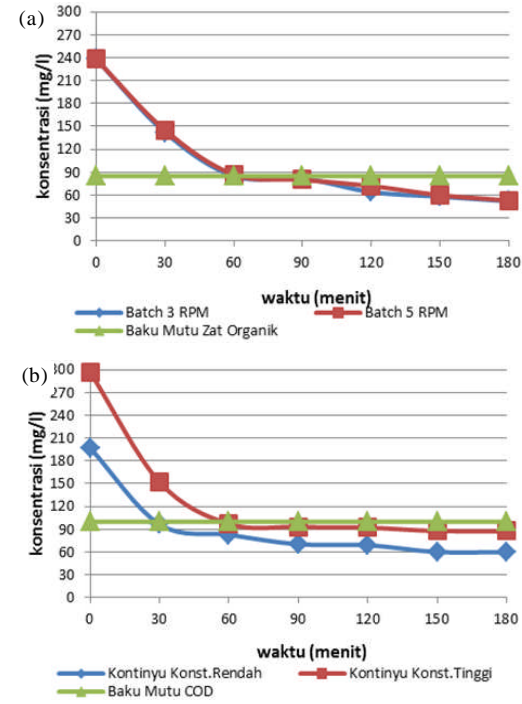 (a)
300
270
240
210
180
150
120
90
60
30
0
konsentrasi (mg/l)
0 30 60 90 120 150 180
waktu (menit)
Batch 3 RPM Batch 5 RPM
Baku Mutu Zat Organik
(b)
300
270
240
210
180
150
120
90
60
30
0
konsentrasi (mg/l)
0 30 60 90 120 150 180
waktu (menit)
Kontinyu Konst.Rendah Kontinyu Konst.Tinggi
Baku Mutu COD